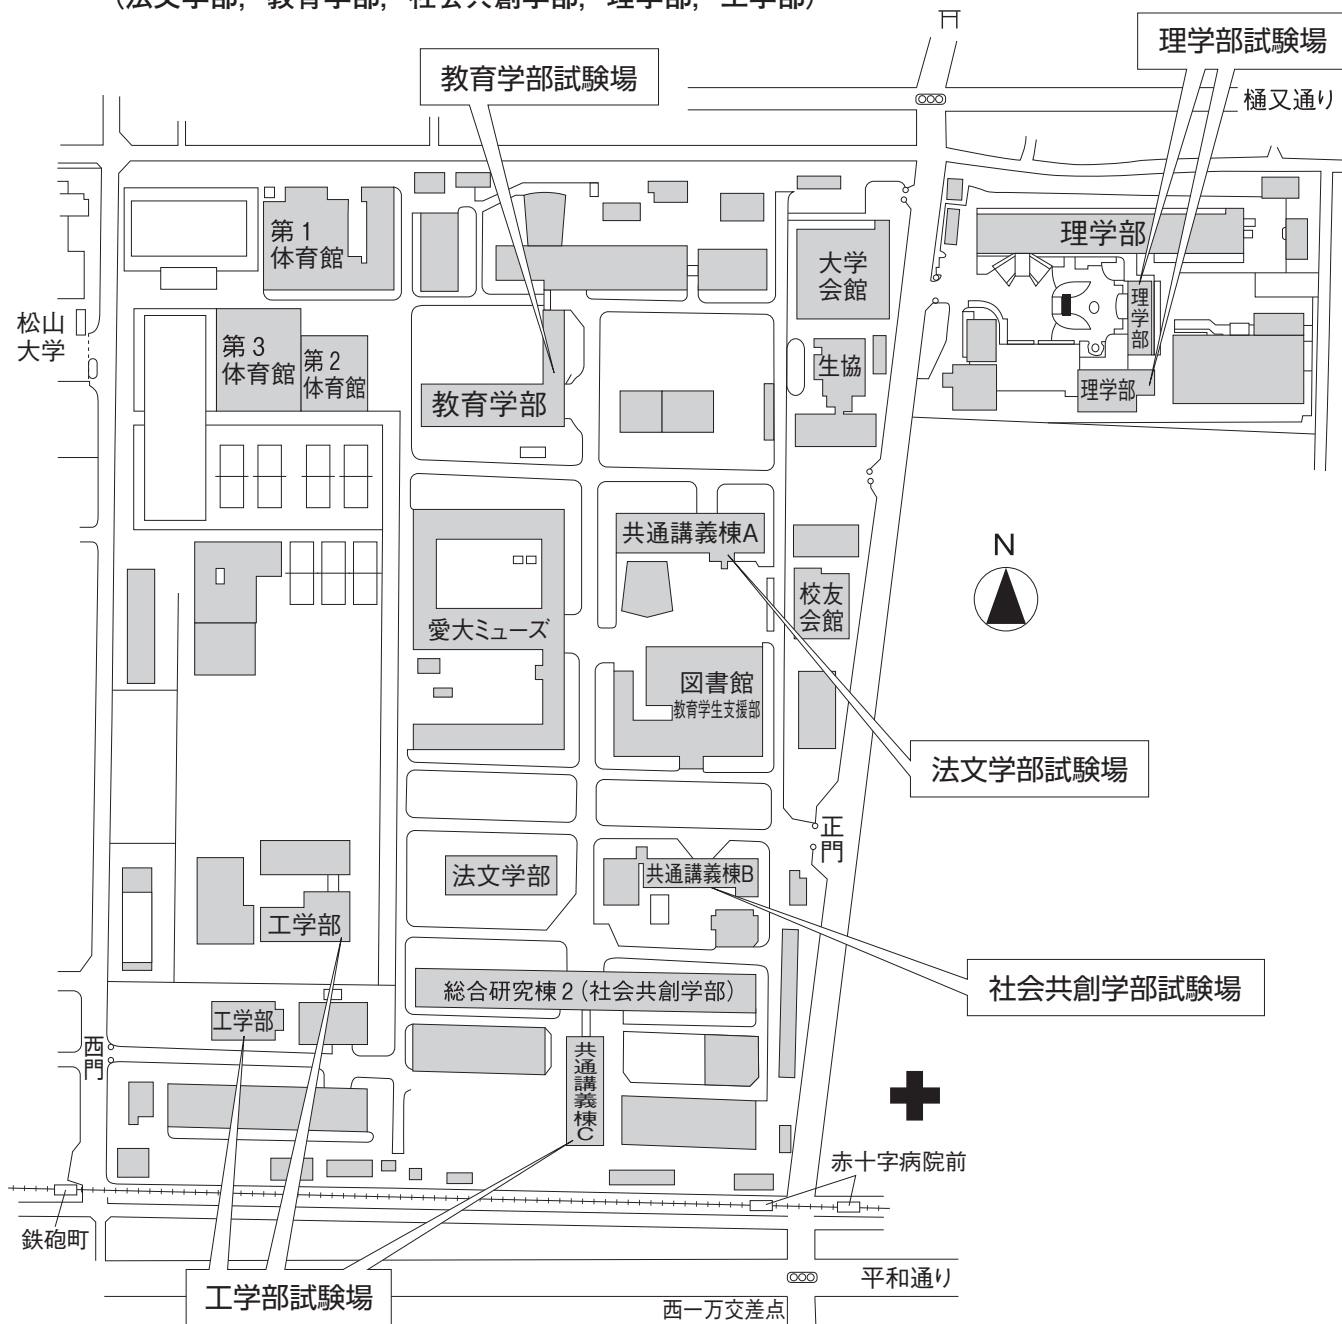 (法文学部，教育学部，社会共創学部，理学部，工学部)
教育学部試験場
理学部試験場
樋又通り
第1
体育館
大学
会館
理学部
理学部
理学部
松山
大学
第3
体育館
第2
体育館
教育学部
生協
共通講義棟A
N
校友
会館
愛大ミューズ
図書館
教育学生支援部
法文学部試験場
正門
法文学部
共通講義棟B
工学部
社会共創学部試験場
総合研究棟2(社会共創学部)
工学部
西門
共通講義棟C
赤十字病院前
鉄砲町
工学部試験場
平和通り
西一万交差点